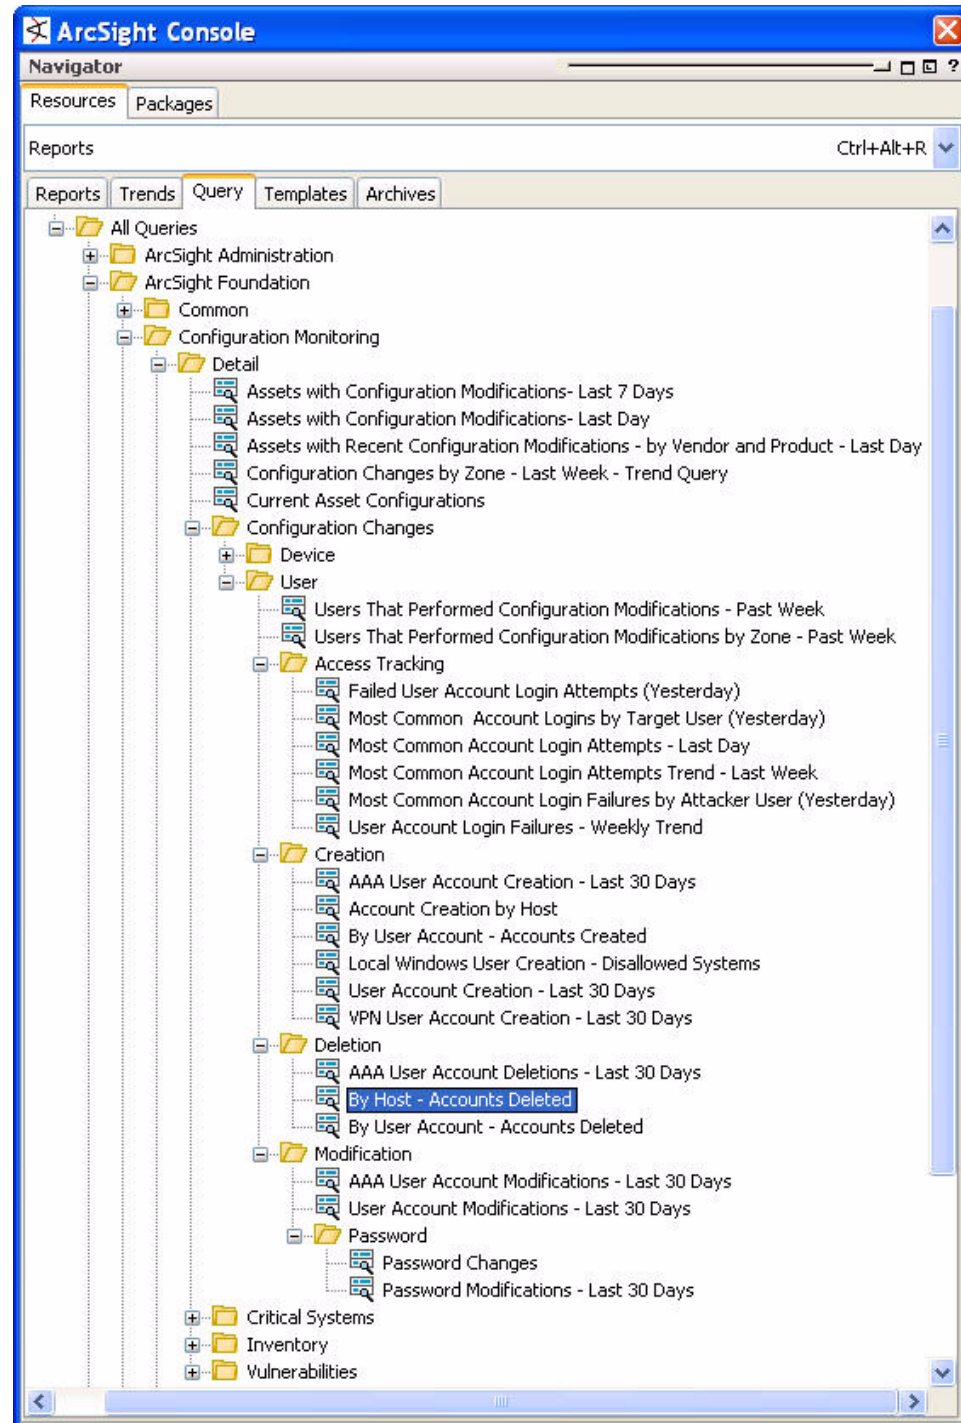 ArcSight Console
Navigator
?
Resources Packages
Reports Ctrl+Alt+R
Reports Trends Query Templates Archives
All Queries
ArcSight Administration
ArcSight Foundation
Common
Configuration Monitoring
Detail
Assets with Configuration Modifications- Last 7 Days
Assets with Configuration Modifications- Last Day
Assets with Recent Configuration Modifications - by Vendor and Product - Last Day
Configuration Changes by Zone - Last Week - Trend Query
Current Asset Configurations
Configuration Changes
Device
User
Users That Performed Configuration Modifications - Past Week
Users That Performed Configuration Modifications by Zone - Past Week
Access Tracking
Failed User Account Login Attempts (Yesterday)
Most Common  Account Logins by Target User (Yesterday)
Most Common Account Login Attempts - Last Day
Most Common Account Login Attempts Trend - Last Week
Most Common Account Login Failures by Attacker User (Yesterday)
User Account Login Failures - Weekly Trend
Creation
AAA User Account Creation - Last 30 Days
Account Creation by Host
By User Account - Accounts Created
Local Windows User Creation - Disallowed Systems
User Account Creation - Last 30 Days
VPN User Account Creation - Last 30 Days
Deletion
AAA User Account Deletions - Last 30 Days
By Host - Accounts Deleted
By User Account - Accounts Deleted
Modification
AAA User Account Modifications - Last 30 Days
User Account Modifications - Last 30 Days
Password
Password Changes
Password Modifications - Last 30 Days
Critical Systems
Inventory
Vulnerabilities